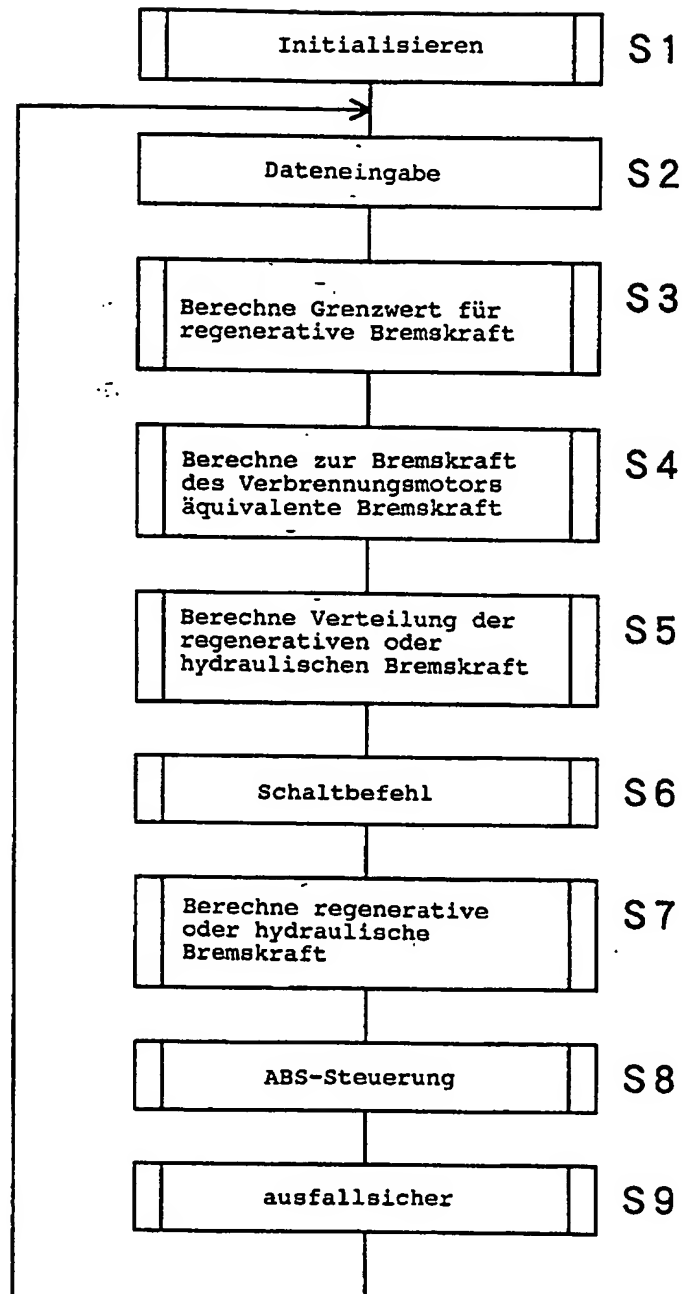 Initialisieren S1
Dateneingabe S2
Berechne Grenzwert für S3
regenerative Bremskraft
Berechne zur Bremskraft S4
des Verbrennungsmotors
äquivalente Bremskraft
Berechne Verteilung der S5
regenerativen oder
hydraulischen Bremskraft
Schaltbefehl S6
Berechne regenerative S7
oder hydraulische
Bremskraft
ABS-Steuerung S8
ausfallsicher S9